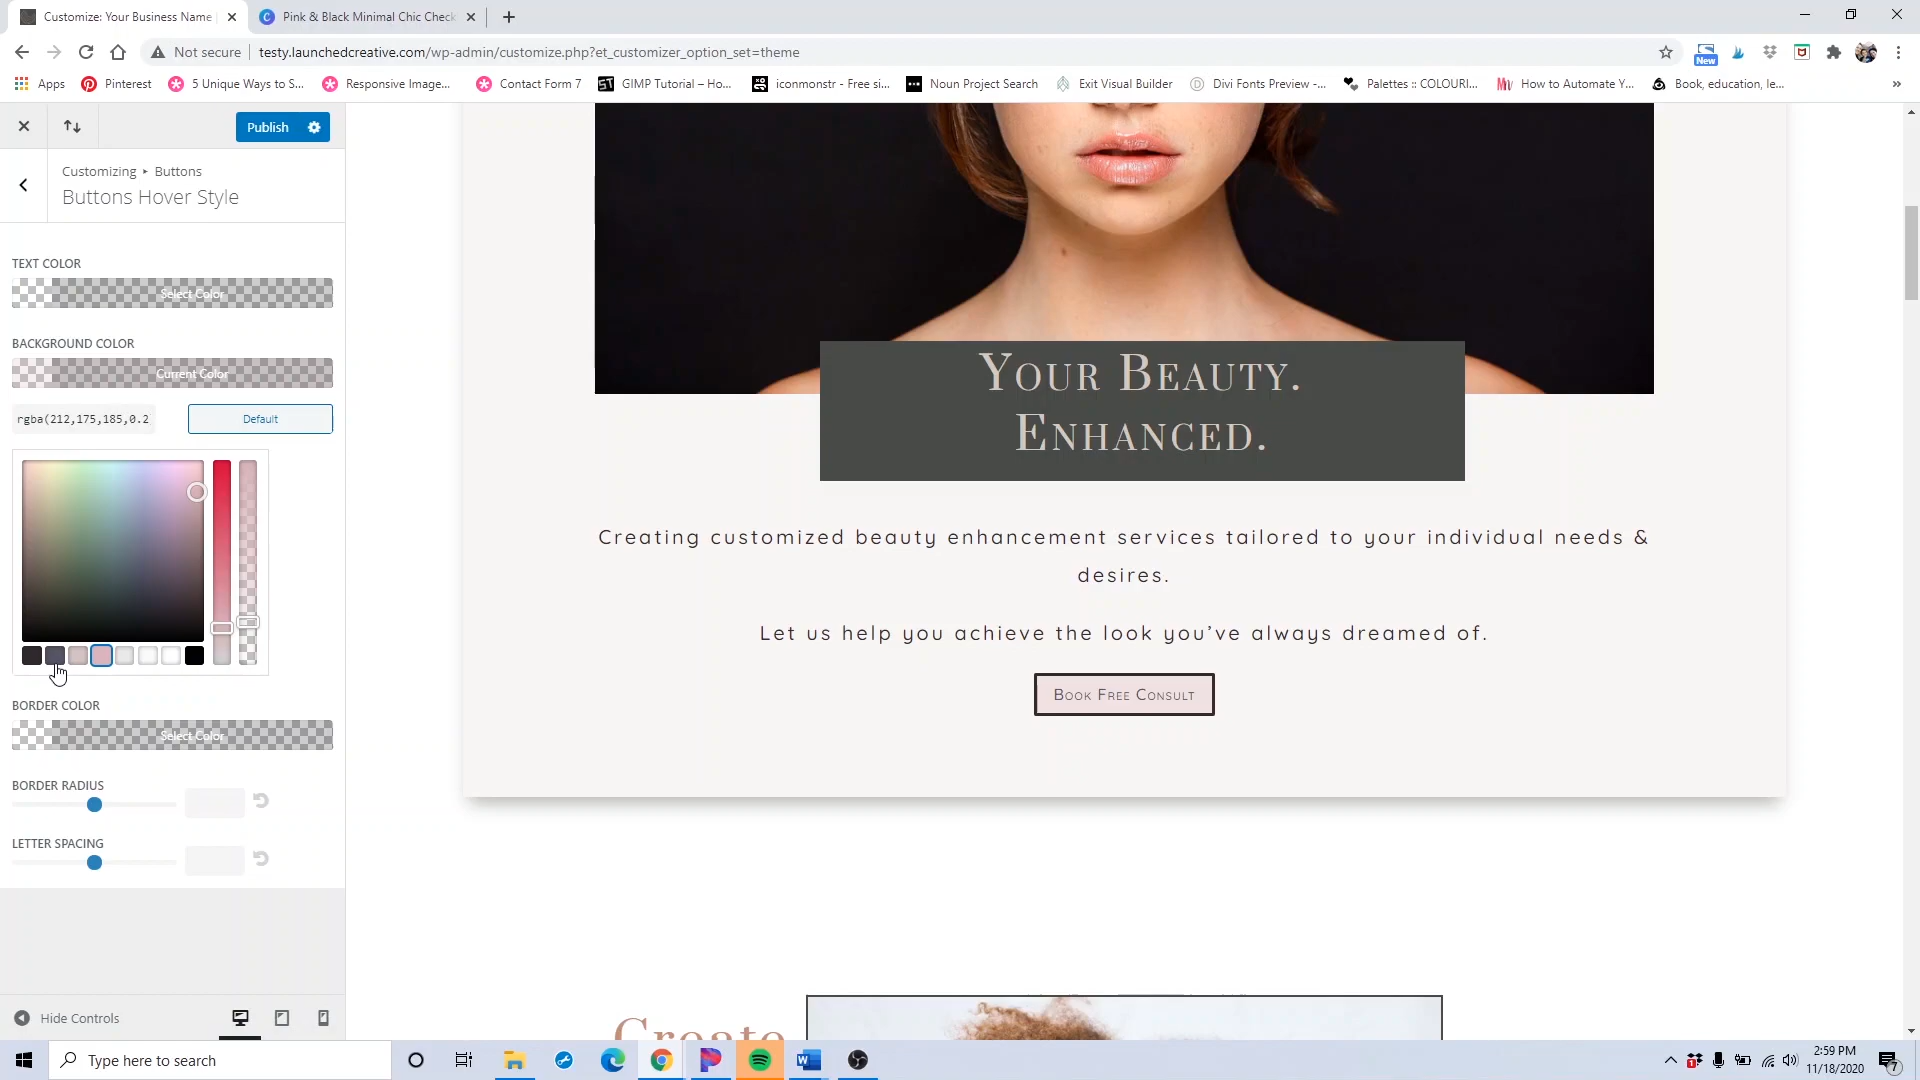 Customize: Your Business Name |
Pink & Black Minimal Chic Check
Not secure
testy.launchedcreative.com/wp-admin/customize.php?et_customizer_option_set=theme
New
Apps
Pinterest
5 Unique Ways to S...
Responsive Image...
Contact Form 7
GIMP Tutorial – Ho...
iconmonstr - Free si...
Noun Project Search
Exit Visual Builder
Divi Fonts Preview -...
Palettes :: COLOURl...
How to Automate Y...
Book, education, le...
Publish
Customizing ▸ Buttons
Buttons Hover Style
TEXT COLOR
Select Color
BACKGROUND COLOR
Current Color
rgba(212,175,185,0.2
Default
BORDER COLOR
Select Color
BORDER RADIUS
LETTER SPACING
Hide Controls
Your Beauty.
Enhanced.
Creating customized beauty enhancement services tailored to your individual needs &
desires.
Let us help you achieve the look you've always dreamed of.
Book Free Consult
Create
Type here to search
2:59 PM
11/18/2020
7